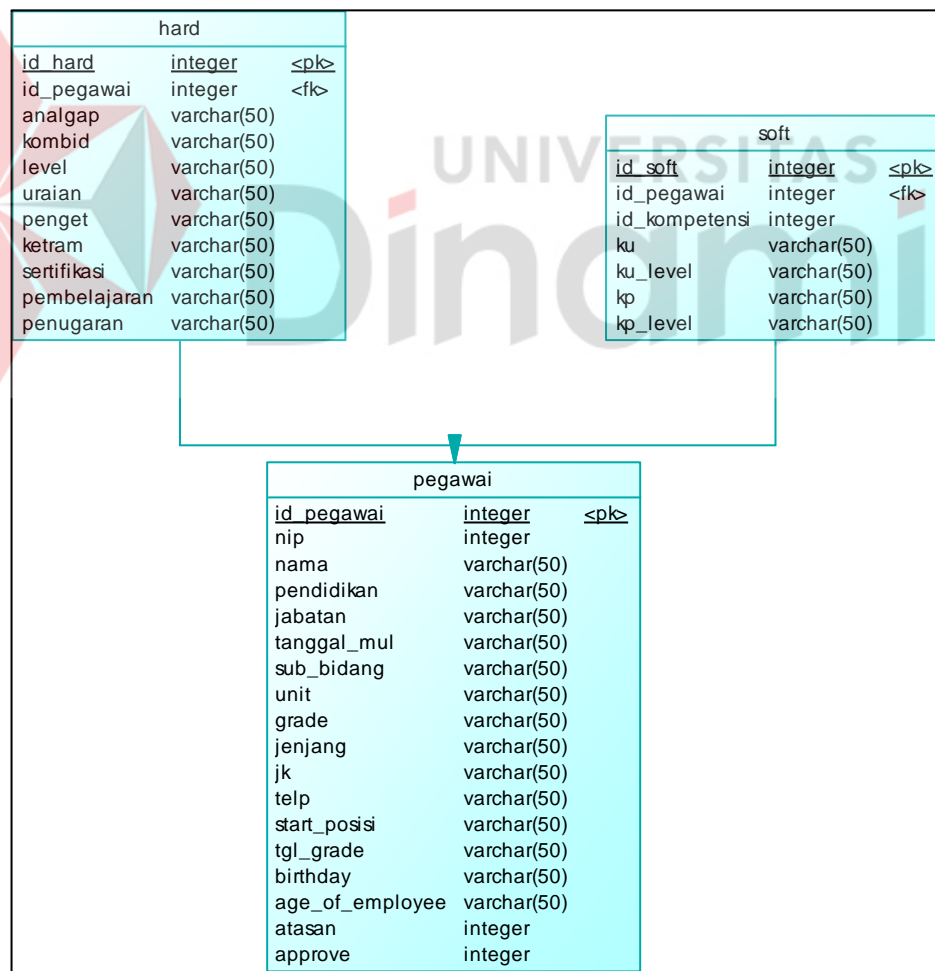 hard
id_hard integer <pk>
id_pegawai integer <fk>
analgap varchar(50)
kombid varchar(50)
level varchar(50)
uraian varchar(50)
penget varchar(50)
ketram varchar(50)
sertifikasi varchar(50)
pembelajaran varchar(50)
penugaran varchar(50)
UNIVERSITAS
Dinami
soft
id_soft integer <pk>
id_pegawai integer <fk>
id_kompetensi integer
ku varchar(50)
ku_level varchar(50)
kp varchar(50)
kp_level varchar(50)
pegawai
id_pegawai integer <pk>
nip integer
nama varchar(50)
pendidikan varchar(50)
jabatan varchar(50)
tanggal_mul varchar(50)
sub_bidang varchar(50)
unit varchar(50)
grade varchar(50)
jenjang varchar(50)
jk varchar(50)
telp varchar(50)
start_posisi varchar(50)
tgl_grade varchar(50)
birthday varchar(50)
age_of_employee varchar(50)
atasan integer
approve integer